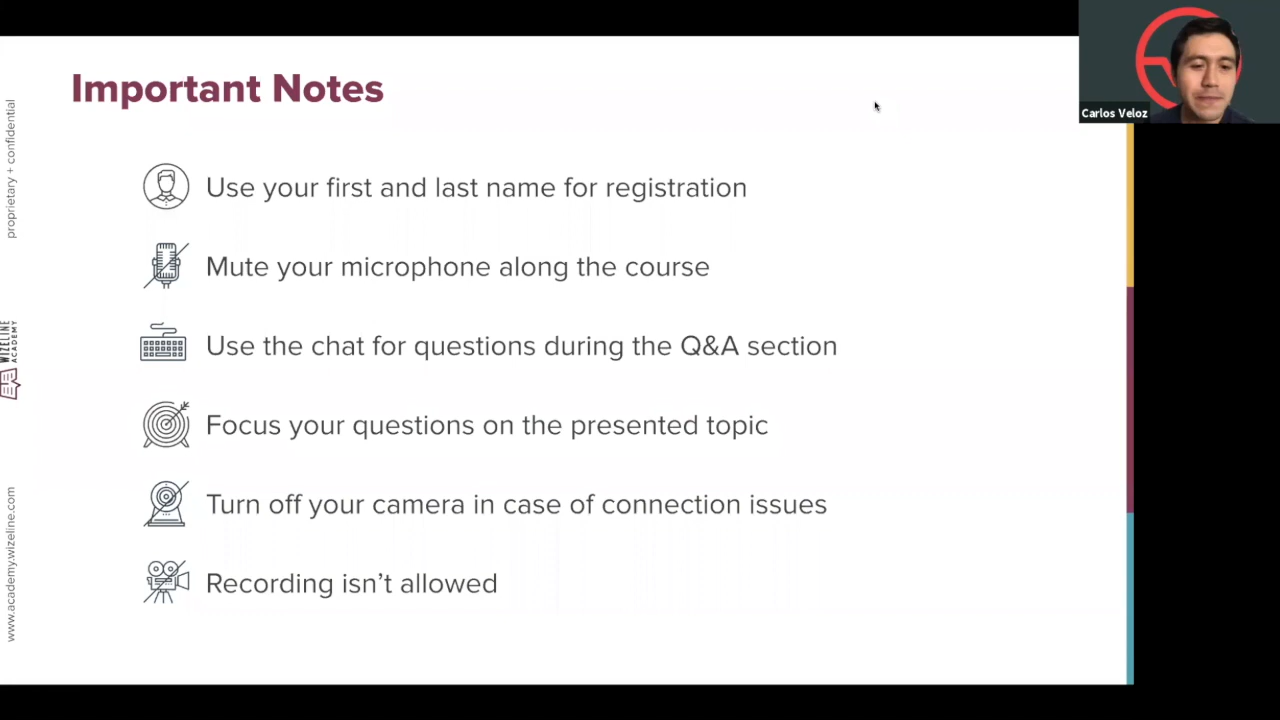 Important Notes
Carlos Veloz
Use your first and last name for registration
Mute your microphone along the course
Use the chat for questions during the Q&A section
Focus your questions on the presented topic
Turn off your camera in case of connection issues
Recording isn’t allowed
proprietary + confidential
WIZELINE
ACADEMY
www.academy.wizeline.com